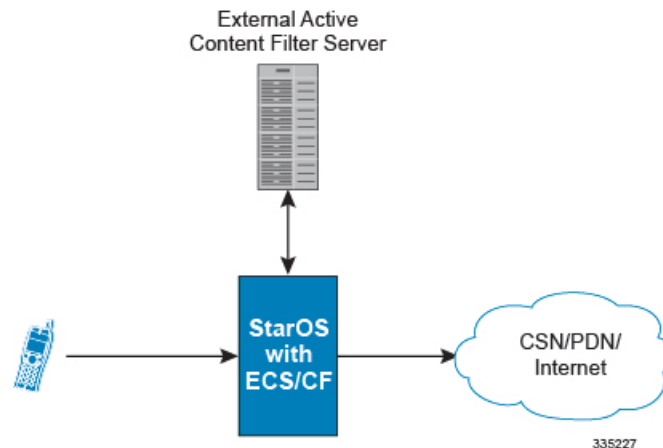 External Active
Content Filter Server
StarOS
with
ECS/CF
CSN/PDN/
Internet
335227